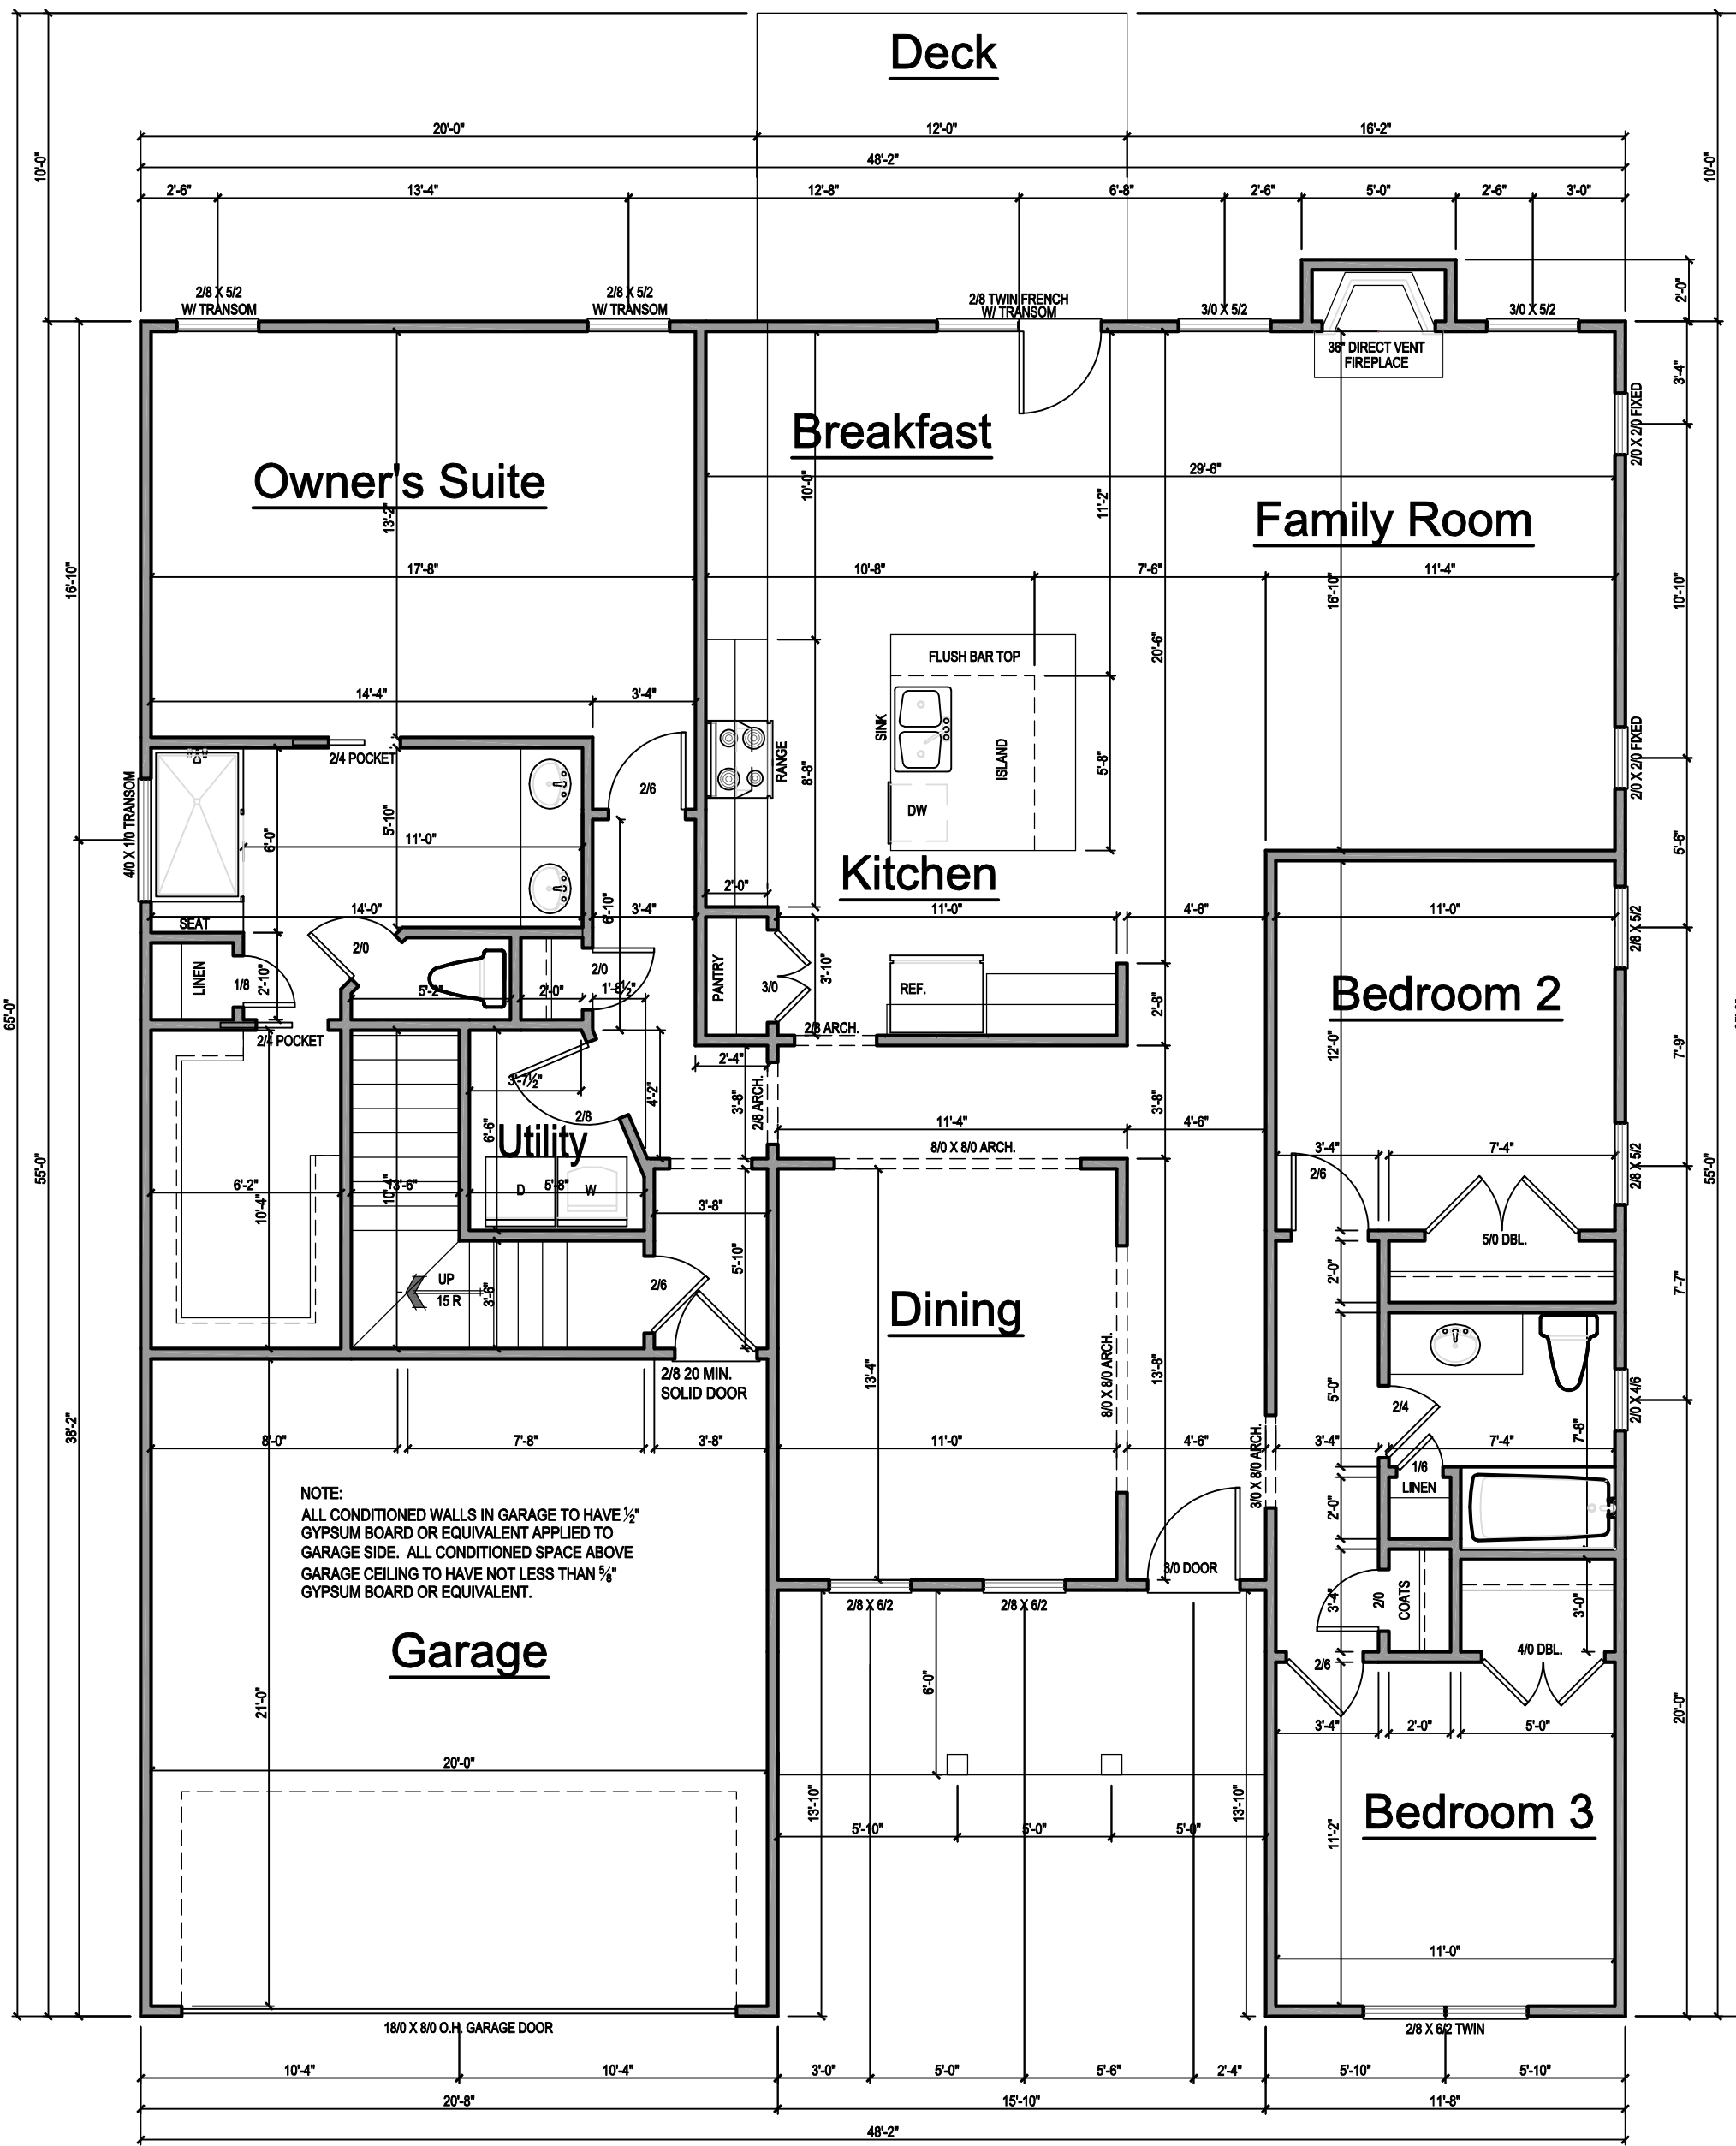 Deck
20'-0"
12'-0"
16'-2"
48'-2"
10'-0"
10'-0"
2'-6"
13'-4"
12'-8"
6'-8"
2'-6"
5'-0"
2'-6"
3'-0"
2'-0"
2/8 X 5/2
W/ TRANSOM
2/8 X 5/2
W/ TRANSOM
2/8 TWIN FRENCH
W/ TRANSOM
3/0 X 5/2
3/0 X 5/2
36" DIRECT VENT
FIREPLACE
3'-4"
2/0 X 2/0 FIXED
Breakfast
29'-6"
Owner's Suite
13'-2"
10'-0"
11'-2"
Family Room
17'-8"
10'-8"
7'-6"
11'-4"
16'-10"
16'-10"
10'-10"
20'-6"
FLUSH BAR TOP
14'-4"
3'-4"
SINK
ISLAND
RANGE
8'-8"
5'-8"
DW
2/4 POCKET
2/6
2/0 X 2/0 FIXED
4/0 X 1/0 TRANSOM
5'-10"
6'-0"
11'-0"
5'-6"
Kitchen
2'-0"
14'-0"
3'-4"
6'-10"
11'-0"
4'-6"
11'-0"
2/8 X 5/2
SEAT
2/0
2/0
LINEN
1/8
2'-10"
5'-2"
2'-0"
1'-8½"
PANTRY
3/0
3'-10"
REF.
2'-8"
Bedroom 2
65'-0"
2/4 POCKET
2/8 ARCH.
12'-0"
7'-9"
3'-7½"
2'-4"
4'-2"
3'-8"
2/8 ARCH.
3'-8"
2/8
6'-6"
Utility
11'-4"
4'-6"
8/0 X 8/0 ARCH.
3'-4"
7'-4"
2/6
2/8 X 5/2
55'-0"
55'-0"
6'-2"
10'-4"
3'-6"
10'-4"
5'-8"
D
W
3'-8"
5'-10"
5/0 DBL.
2'-0"
7'-7"
UP
15 R
3'-6"
2/6
Dining
13'-4"
8/0 X 8/0 ARCH.
13'-8"
2/8 20 MIN.
SOLID DOOR
5'-0"
2/4
7'-8"
2/0 X 4/6
38'-2"
8'-0"
7'-8"
3'-8"
11'-0"
4'-6"
3/0 X 8/0 ARCH.
3'-4"
7'-4"
1/6
LINEN
2'-0"
NOTE:
ALL CONDITIONED WALLS IN GARAGE TO HAVE ½"
GYPSUM BOARD OR EQUIVALENT APPLIED TO
GARAGE SIDE. ALL CONDITIONED SPACE ABOVE
GARAGE CEILING TO HAVE NOT LESS THAN ⅝"
GYPSUM BOARD OR EQUIVALENT.
3/0 DOOR
2/8 X 6/2
2/8 X 6/2
3'-4"
2/0
COATS
3'-0"
4/0 DBL.
2/6
Garage
21'-0"
6'-0"
3'-4"
2'-0"
5'-0"
20'-0"
20'-0"
13'-10"
13'-10"
5'-10"
5'-0"
5'-0"
Bedroom 3
11'-2"
11'-0"
18/0 X 8/0 O.H. GARAGE DOOR
2/8 X 6/2 TWIN
10'-4"
10'-4"
3'-0"
5'-0"
5'-6"
2'-4"
5'-10"
5'-10"
20'-8"
15'-10"
11'-8"
48'-2"